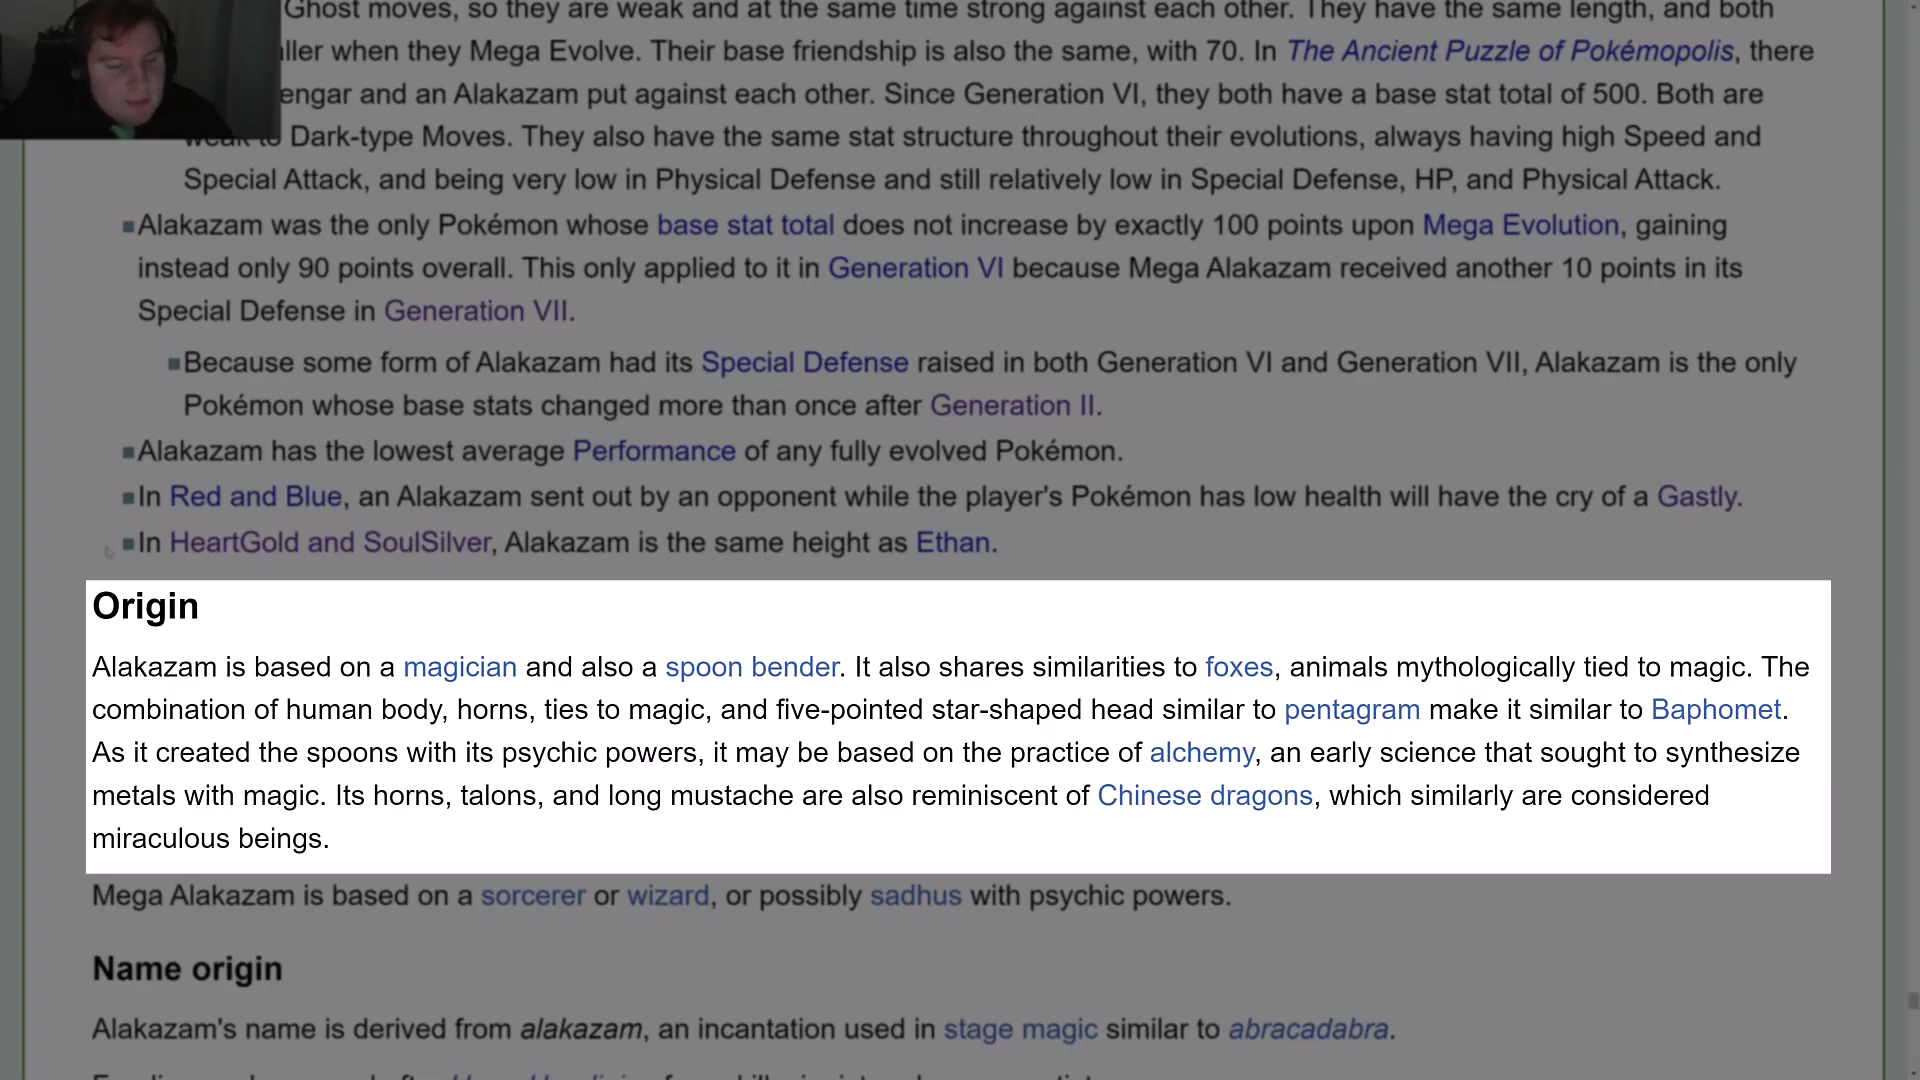 Ghost moves, so they are weak and at the same time strong against each other. They have the same length, and both
ller when they Mega Evolve. Their base friendship is also the same, with 70. In The Ancient Puzzle of Pokémopolis, there
engar and an Alakazam put against each other. Since Generation VI, they both have a base stat total of 500. Both are
weak to Dark-type Moves. They also have the same stat structure throughout their evolutions, always having high Speed and
Special Attack, and being very low in Physical Defense and still relatively low in Special Defense, HP, and Physical Attack.
Alakazam was the only Pokémon whose base stat total does not increase by exactly 100 points upon Mega Evolution, gaining
instead only 90 points overall. This only applied to it in Generation VI because Mega Alakazam received another 10 points in its
Special Defense in Generation VII.
Because some form of Alakazam had its Special Defense raised in both Generation VI and Generation VII, Alakazam is the only
Pokémon whose base stats changed more than once after Generation II.
Alakazam has the lowest average Performance of any fully evolved Pokémon.
In Red and Blue, an Alakazam sent out by an opponent while the player's Pokémon has low health will have the cry of a Gastly.
In HeartGold and SoulSilver, Alakazam is the same height as Ethan.
Origin
Alakazam is based on a magician and also a spoon bender. It also shares similarities to foxes, animals mythologically tied to magic. The
combination of human body, horns, ties to magic, and five-pointed star-shaped head similar to pentagram make it similar to Baphomet.
As it created the spoons with its psychic powers, it may be based on the practice of alchemy, an early science that sought to synthesize
metals with magic. Its horns, talons, and long mustache are also reminiscent of Chinese dragons, which similarly are considered
miraculous beings.
Mega Alakazam is based on a sorcerer or wizard, or possibly sadhus with psychic powers.
Name origin
Alakazam's name is derived from alakazam, an incantation used in stage magic similar to abracadabra.